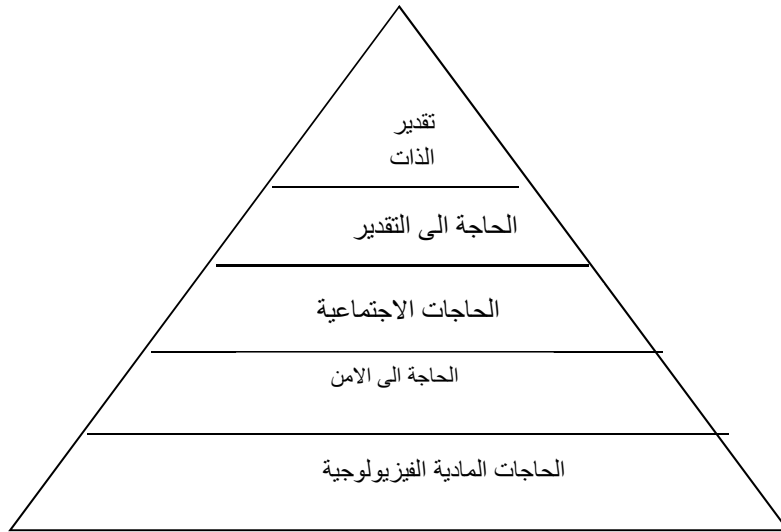 تقدير
الذات
الحاجة الى التقدير
الحاجات الاجتماعية
الحاجة الى الامن
الحاجات المادية الفيزيولوجية